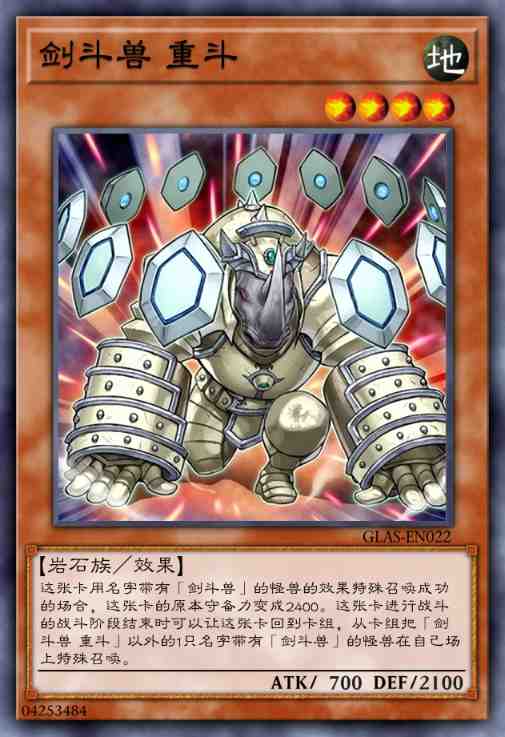 剑斗兽 重斗
地
GLAS-EN022
【岩石族／效果】
这张卡用名字带有「剑斗兽」的怪兽的效果特殊召唤成功
的场合，这张卡的原本守备力变成2400。这张卡进行战斗
的战斗阶段结束时可以让这张卡回到卡组，从卡组把「剑
斗兽 重斗」以外的1只名字带有「剑斗兽」的怪兽在自己场
上特殊召唤。
ATK/ 700 DEF/2100
04253484